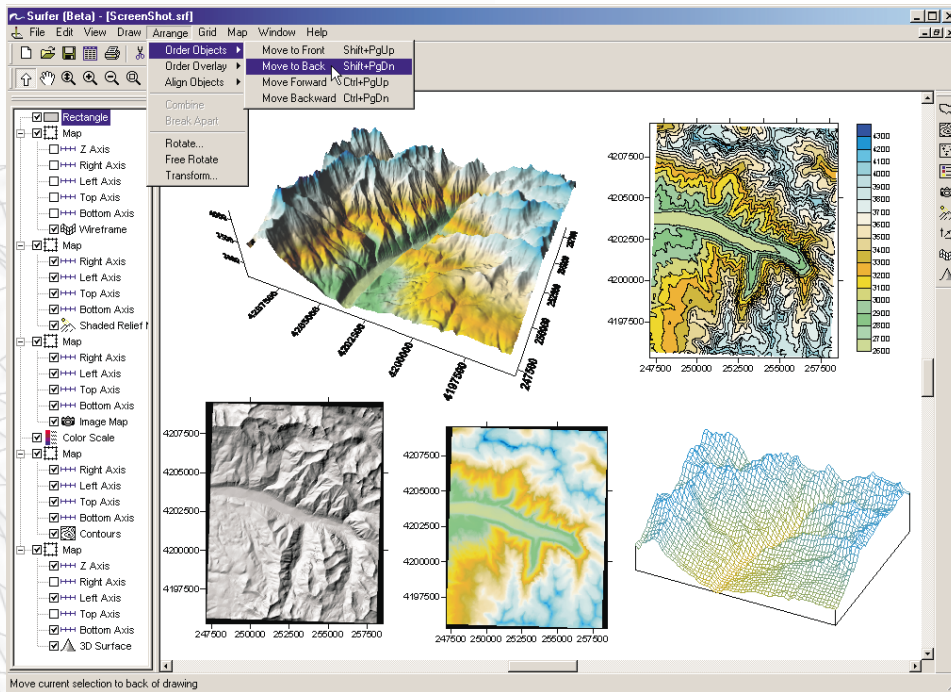 Surfer (Beta) - [ScreenShot.srf]
File Edit View Draw Arrange Grid Map Window Help
Order Objects
Order Overlay
Align Objects
Combine
Break Apart
Rotate...
Free Rotate
Transform...
Move to Front Shift+PgUp
Move to Back Shift+PgDn
Move Forward Ctrl+PgUp
Move Backward Ctrl+PgDn
Rectangle
Map
Z Axis
Right Axis
Left Axis
Top Axis
Bottom Axis
Wireframe
Map
Right Axis
Left Axis
Top Axis
Bottom Axis
Shaded Relief
Map
Right Axis
Left Axis
Top Axis
Bottom Axis
Image Map
Color Scale
Map
Right Axis
Left Axis
Top Axis
Bottom Axis
Contours
Map
Z Axis
Right Axis
Left Axis
Top Axis
Bottom Axis
3D Surface
4207500
4205000
4202500
4200000
4197500
247500
4207500
4205000
4202500
4200000
4197500
247500 250000 252500 255000 257500
4300
4200
4100
4000
3900
3800
3700
3600
3500
3400
3300
3200
3100
3000
2900
2800
2700
2600
4207500
4205000
4202500
4200000
4197500
247500 250000 252500 255000 257500
4207500
4205000
4202500
4200000
4197500
247500 250000 252500 255000 257500
Move current selection to back of drawing